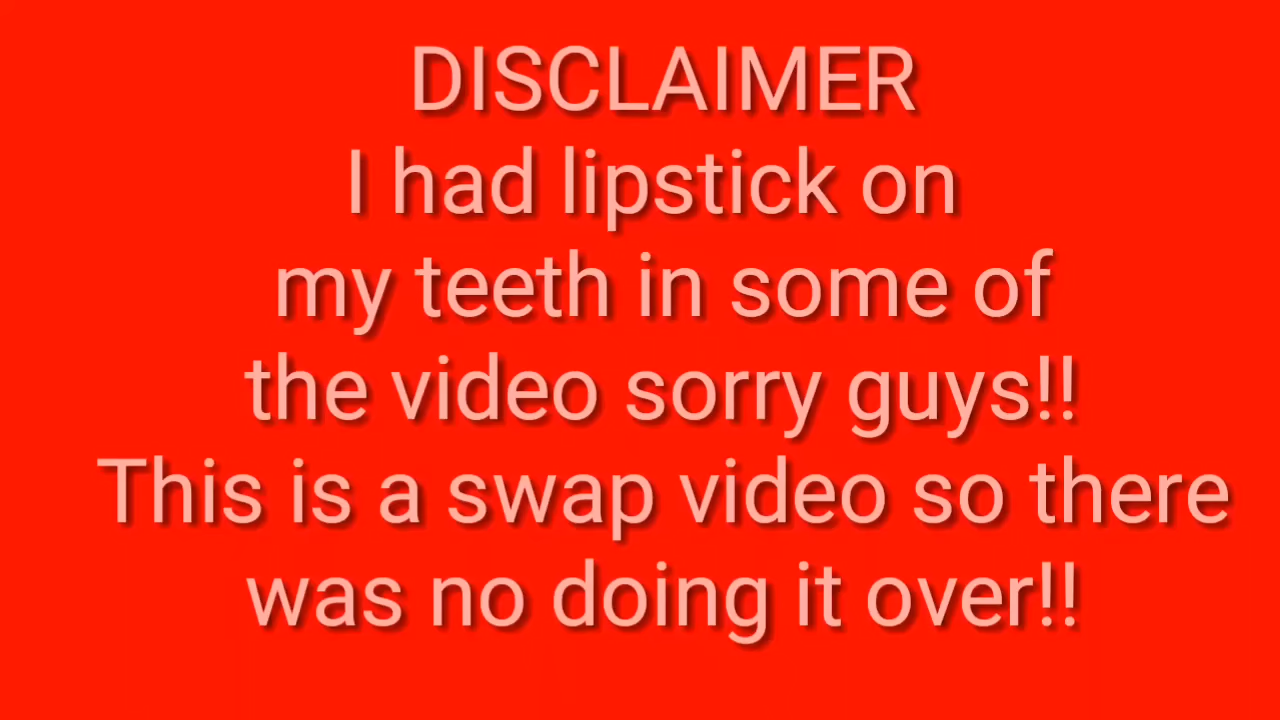 DISCLAIMER
I had lipstick on
my teeth in some of
the video sorry guys!!
This is a swap video so there
was no doing it over!!